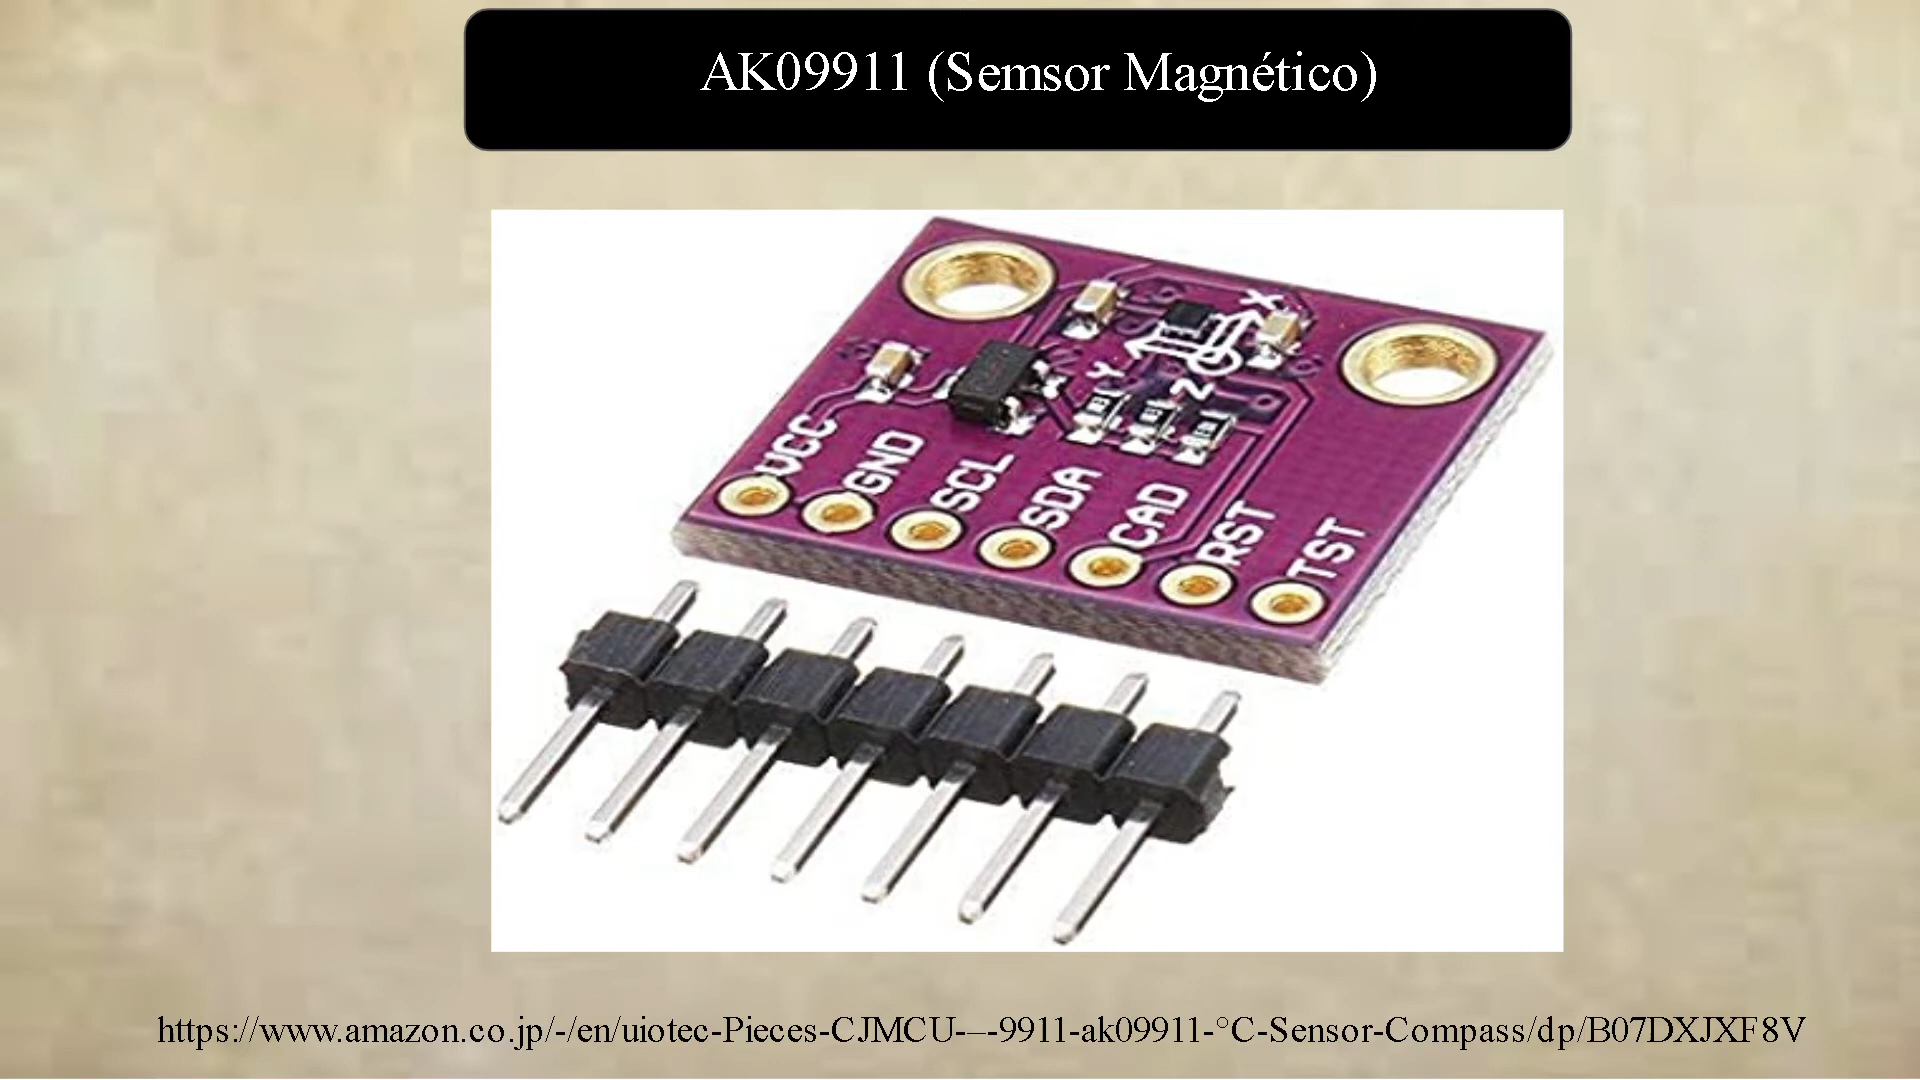 AK09911 (Semsor Magnético)
X
Y
Z
VCC
GND
SCL
SDA
CAD
RST
TST
https://www.amazon.co.jp/-/en/uiotec-Pieces-CJMCU-–-9911-ak09911-°C-Sensor-Compass/dp/B07DXJXF8V